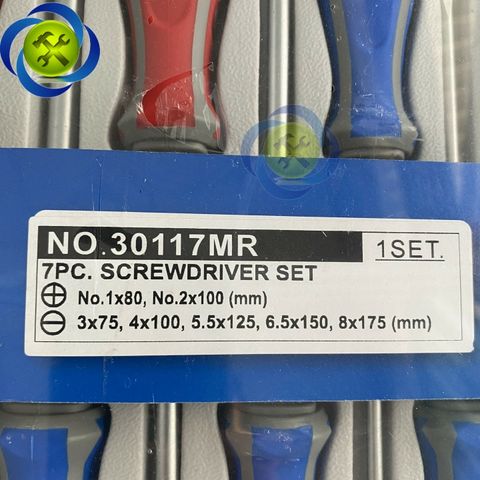 NO.30117MR 1SET.
7PC. SCREWDRIVER SET
⊕ No.1x80, No.2x100 (mm)
⊖ 3x75, 4x100, 5.5x125, 6.5x150, 8x175 (mm)